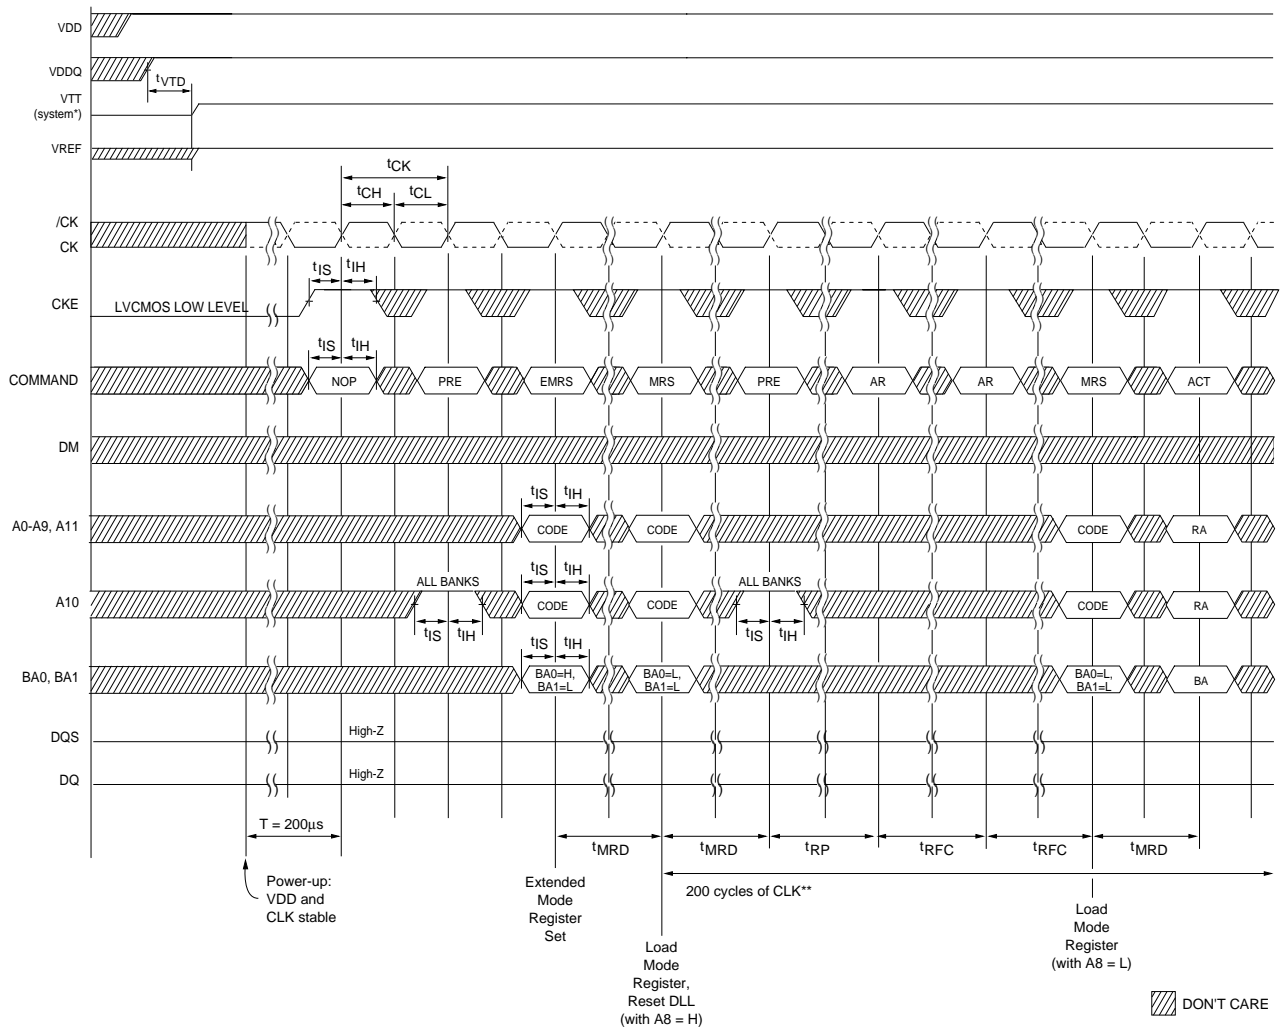 VDD
VDDQ
tVTD
VTT
(system*)
VREF
tCK
tCH tCL
/CK
CK
tIS tIH
CKE
LVCMOS LOW LEVEL
tIS tIH
COMMAND NOP PRE EMRS MRS PRE AR AR MRS ACT
DM
tIS tIH
A0-A9, A11 CODE CODE CODE RA
ALL BANKS tIS tIH ALL BANKS
A10 CODE CODE CODE RA
tIS tIH tIS tIH tIS tIH
BA0, BA1 BA0=H, BA0=L, BA0=L, BA
BA1=L BA1=L BA1=L
DQS High-Z
DQ High-Z
T = 200μs
tMRD tMRD tRP tRFC tRFC tMRD
Power-up:
VDD and
CLK stable
Extended
Mode
Register
Set
200 cycles of CLK**
Load
Mode
Register,
Reset DLL
(with A8 = H)
Load
Mode
Register
(with A8 = L)
DON'T CARE